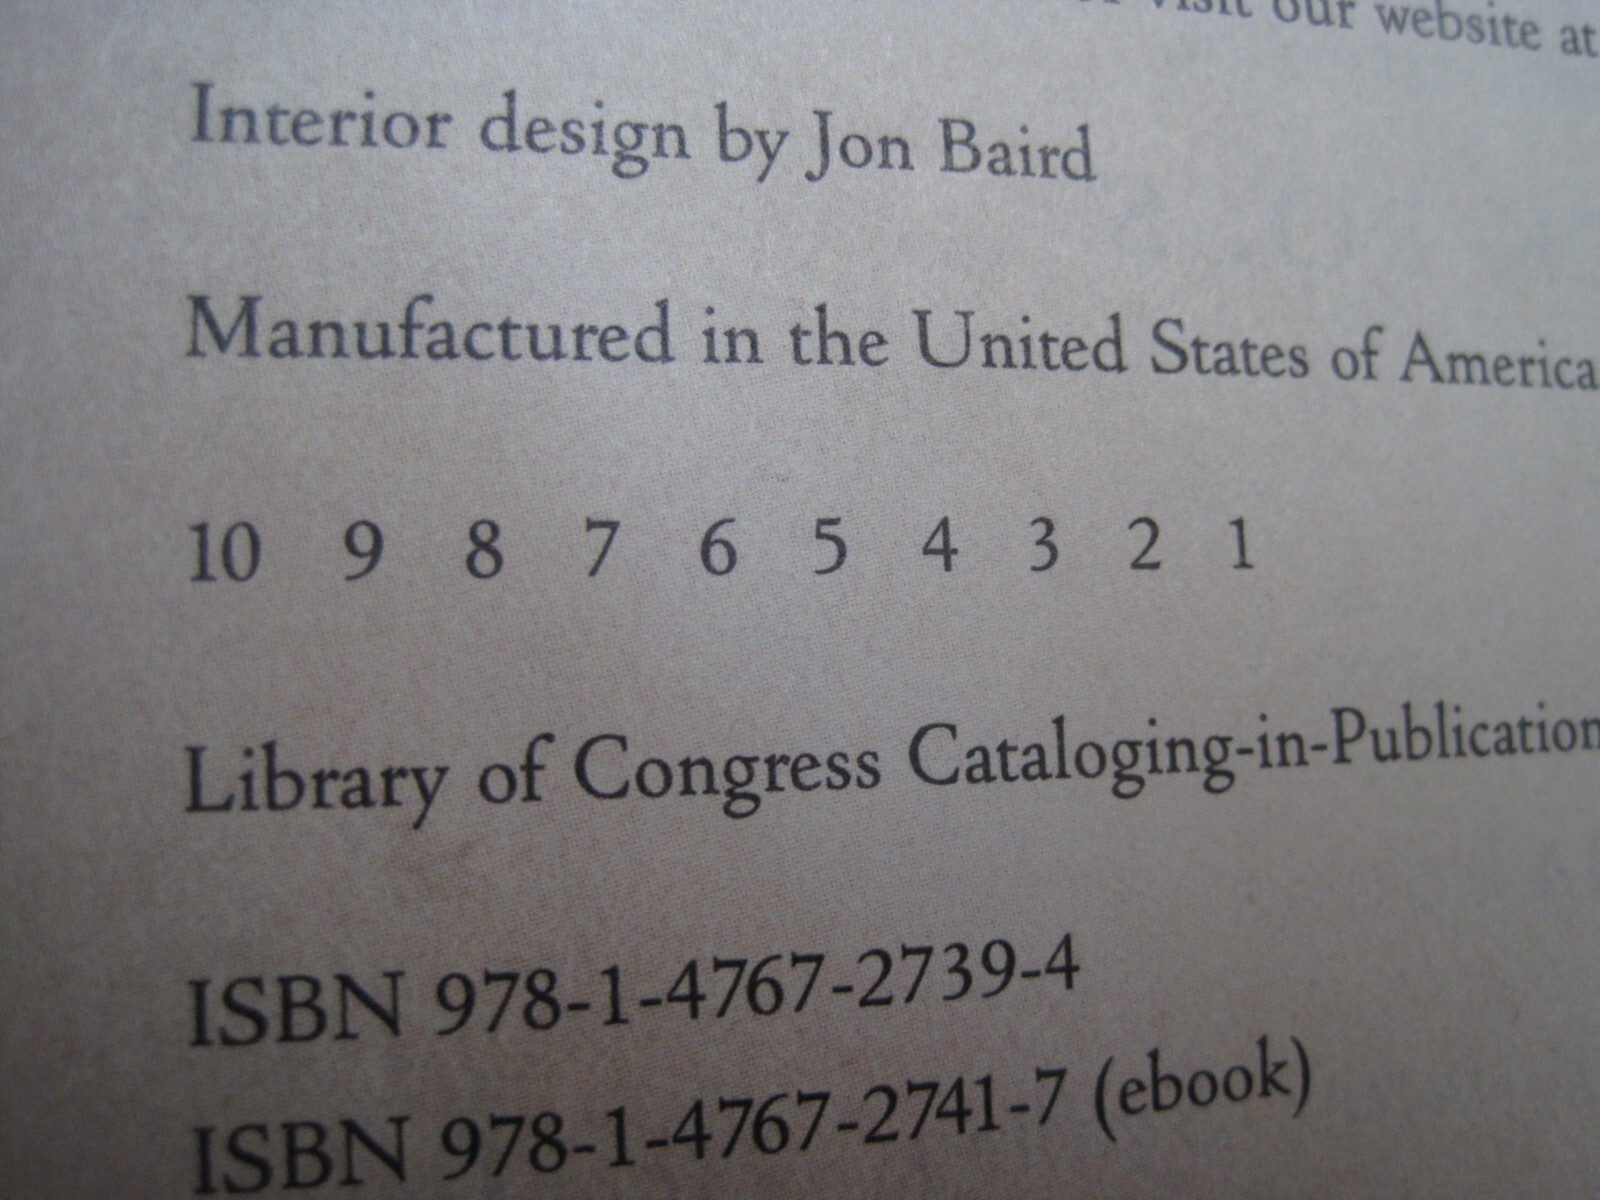 visit our website at
Interior design by Jon Baird
Manufactured in the United States of America
10 9 8 7 6 5 4 3 2 1
Library of Congress Cataloging-in-Publication
ISBN 978-1-4767-2739-4
ISBN 978-1-4767-2741-7 (ebook)